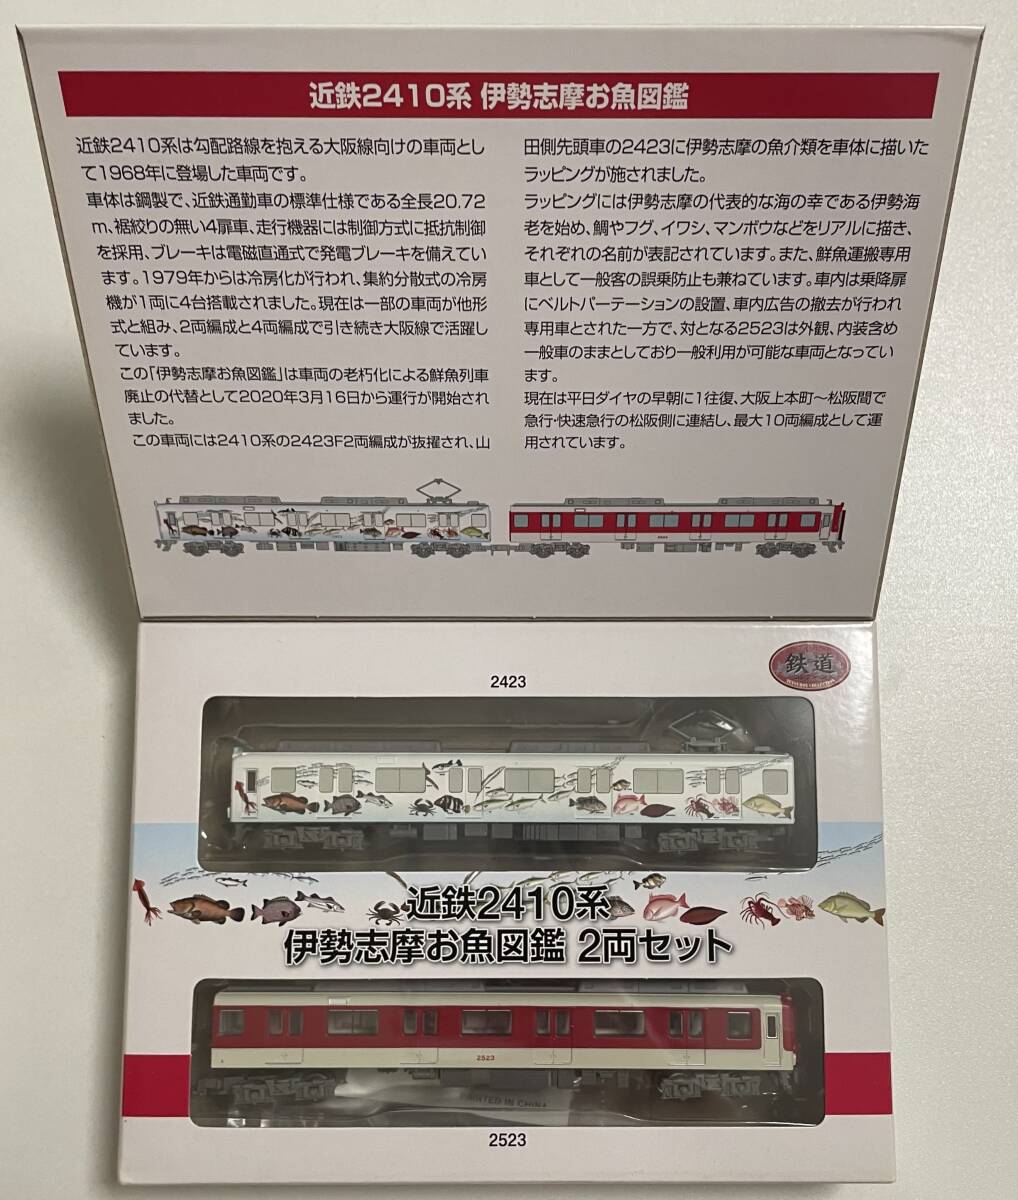 近鉄2410系 伊勢志摩お魚図鑑
近鉄2410系は勾配路線を抱える大阪線向けの車両とし
て1968年に登場した車両です。
車体は鋼製で、近鉄通勤車の標準仕様である全長20.72
m、裾絞りの無い4扉車、走行機器には制御方式に抵抗制御
を採用、ブレーキは電磁直通式で発電ブレーキを備えてい
ます。1979年からは冷房化が行われ、集約分散式の冷房
機が1両に4台搭載されました。現在は一部の車両が他形
式と組み、2両編成と4両編成で引き続き大阪線で活躍し
ています。
この「伊勢志摩お魚図鑑」は車両の老朽化による鮮魚列車
廃止の代替として2020年3月16日から運行が開始され
ました。
この車両には2410系の2423F2両編成が抜擢され、山
田側先頭車の2423に伊勢志摩の魚介類を車体に描いた
ラッピングが施されました。
ラッピングには伊勢志摩の代表的な海の幸である伊勢海
老を始め、鯛やフグ、イワシ、マンボウなどをリアルに描き、
それぞれの名前が表記されています。また、鮮魚運搬専用
車として一般客の誤乗防止も兼ねています。車内は乗降扉
にベルトパーテーションの設置、車内広告の撤去が行われ
専用車とされた一方で、対となる2523は外観、内装含め
一般車のままとしており一般利用が可能な車両となってい
ます。
現在は平日ダイヤの早朝に1往復、大阪上本町～松阪間で
急行・快速急行の松阪側に連結し、最大10両編成として運
用されています。
2423
鉄道
近鉄2410系
伊勢志摩お魚図鑑 2両セット
2523
PRINTED IN CHINA
2523